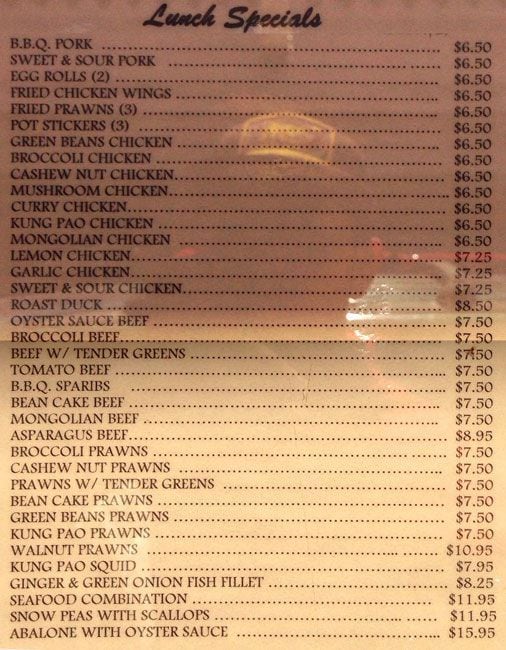 Lunch Specials
B.B.Q. PORK ........................ $6.50
SWEET & SOUR PORK ........................ $6.50
EGG ROLLS (2) ........................ $6.50
FRIED CHICKEN WINGS ........................ $6.50
FRIED PRAWNS (3) ........................ $6.50
POT STICKERS (3) ........................ $6.50
GREEN BEANS CHICKEN ........................ $6.50
BROCCOLI CHICKEN ........................ $6.50
CASHEW NUT CHICKEN........................ $6.50
MUSHROOM CHICKEN........................ $6.50
CURRY CHICKEN........................ $6.50
KUNG PAO CHICKEN ........................ $6.50
MONGOLIAN CHICKEN ........................ $6.50
LEMON CHICKEN........................ $7.25
GARLIC CHICKEN........................ $7.25
SWEET & SOUR CHICKEN........................ $7.25
ROAST DUCK ........................ $8.50
OYSTER SAUCE BEEF ........................ $7.50
BROCCOLI BEEF........................ $7.50
BEEF W/ TENDER GREENS ........................ $7.50
TOMATO BEEF ........................ $7.50
B.B.Q. SPARIBS ........................ $7.50
BEAN CAKE BEEF ........................ $7.50
MONGOLIAN BEEF ........................ $7.50
ASPARAGUS BEEF........................ $8.95
BROCCOLI PRAWNS ........................ $7.50
CASHEW NUT PRAWNS ........................ $7.50
PRAWNS W/ TENDER GREENS ........................ $7.50
BEAN CAKE PRAWNS ........................ $7.50
GREEN BEANS PRAWNS ........................ $7.50
KUNG PAO PRAWNS ........................ $7.50
WALNUT PRAWNS ........................ $10.95
KUNG PAO SQUID ........................ $7.95
GINGER & GREEN ONION FISH FILLET ........................ $8.25
SEAFOOD COMBINATION ........................ $11.95
SNOW PEAS WITH SCALLOPS ........................ $11.95
ABALONE WITH OYSTER SAUCE ........................ $15.95